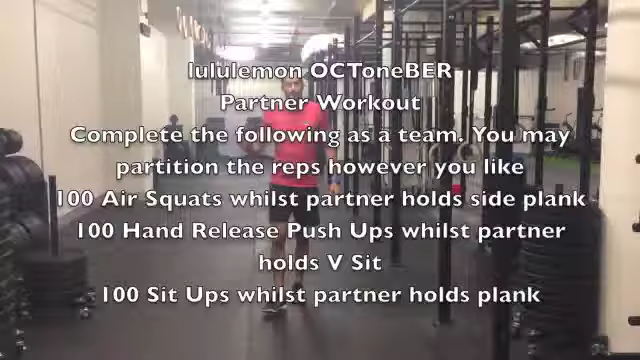 lululemon OCToneBER
Partner Workout
Complete the following as a team. You may
partition the reps however you like
100 Air Squats whilst partner holds side plank
100 Hand Release Push Ups whilst partner
holds V Sit
100 Sit Ups whilst partner holds plank